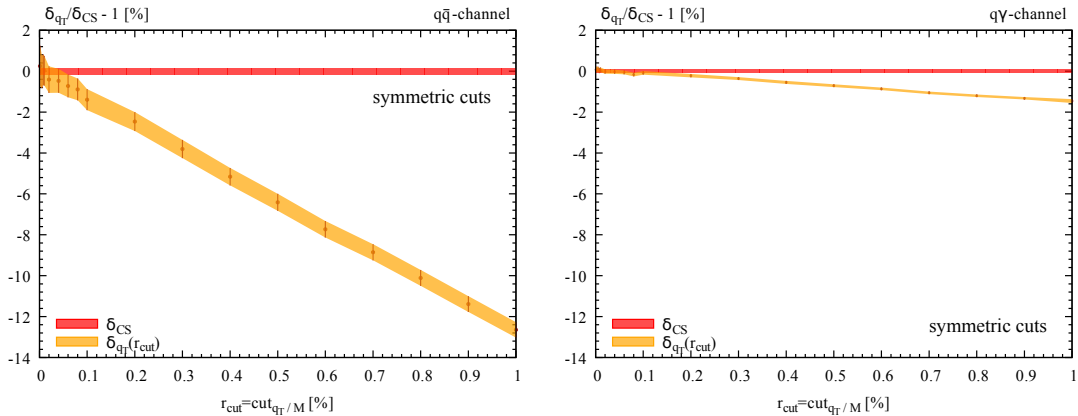 δqT/δCS - 1 [%]
qq̄-channel
2
0
-2
-4
-6
-8
-10
-12
-14
symmetric cuts
δCS
δqT(rcut)
0 0.1 0.2 0.3 0.4 0.5 0.6 0.7 0.8 0.9 1
rcut=cutqT/M [%]
δqT/δCS - 1 [%]
qγ-channel
2
0
-2
-4
-6
-8
-10
-12
-14
δCS
δqT(rcut)
symmetric cuts
0 0.1 0.2 0.3 0.4 0.5 0.6 0.7 0.8 0.9 1
rcut=cutqT/M [%]